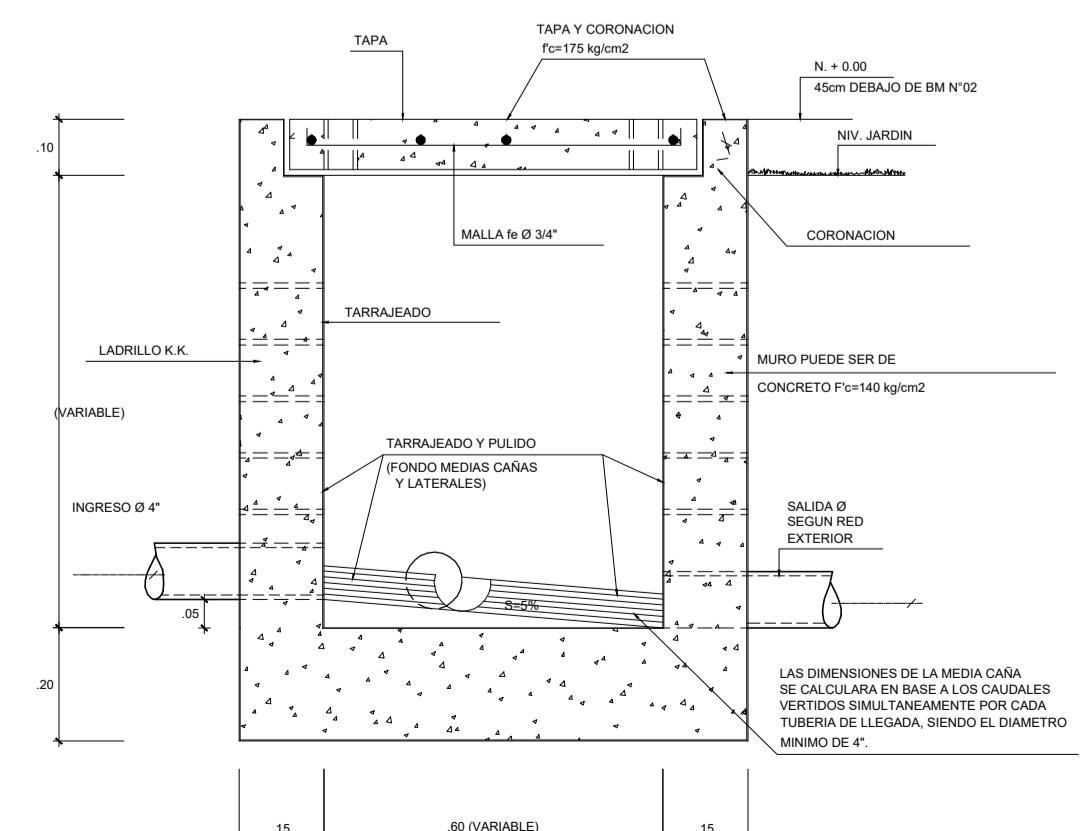 TAPA Y CORONACION
f'c=175 kg/cm2
TAPA
N. + 0.00
45cm DEBAJO DE BM N°02
NIV. JARDIN
.10
MALLA fe Ø 3/4"
CORONACION
TARRAJEADO
LADRILLO K.K.
MURO PUEDE SER DE
CONCRETO F'c=140 kg/cm2
(VARIABLE)
TARRAJEADO Y PULIDO
(FONDO MEDIAS CAÑAS
Y LATERALES)
INGRESO Ø 4"
SALIDA Ø
SEGUN RED
EXTERIOR
.05
S=5%
.20
LAS DIMENSIONES DE LA MEDIA CAÑA
SE CALCULARA EN BASE A LOS CAUDALES
VERTIDOS SIMULTANEAMENTE POR CADA
TUBERIA DE LLEGADA, SIENDO EL DIAMETRO
MINIMO DE 4".
.15 .60 (VARIABLE) .15